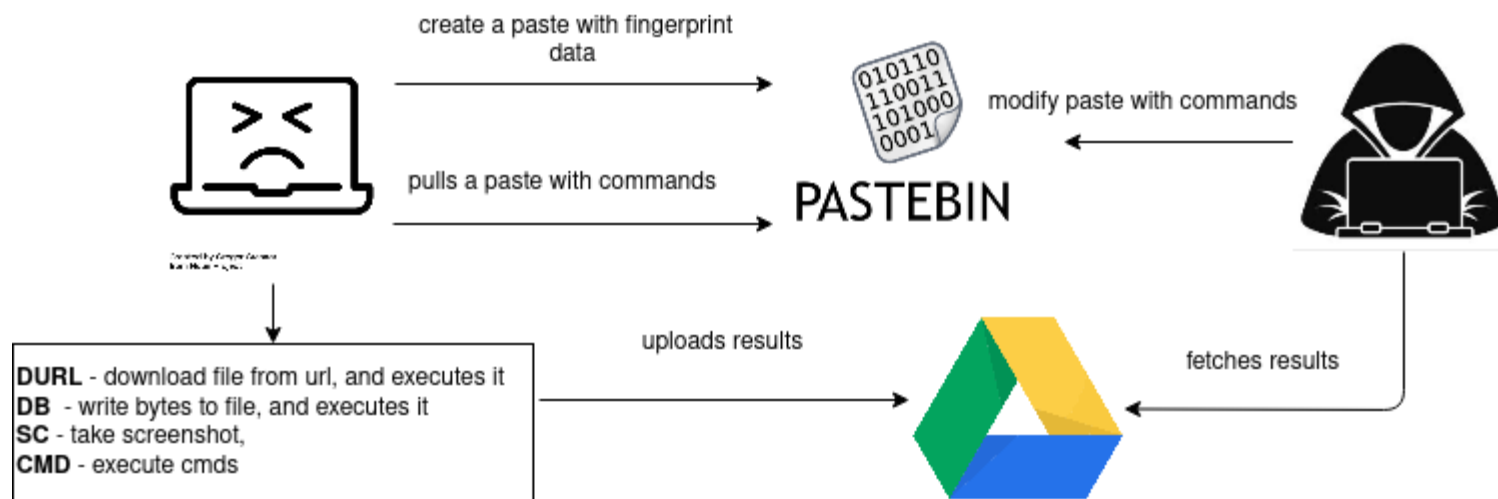 create a paste with fingerprint
data
010110
110011
101000
0001
modify paste with commands
pulls a paste with commands
PASTEBIN
uploads results
fetches results
DURL - download file from url, and executes it
DB - write bytes to file, and executes it
SC - take screenshot,
CMD - execute cmds